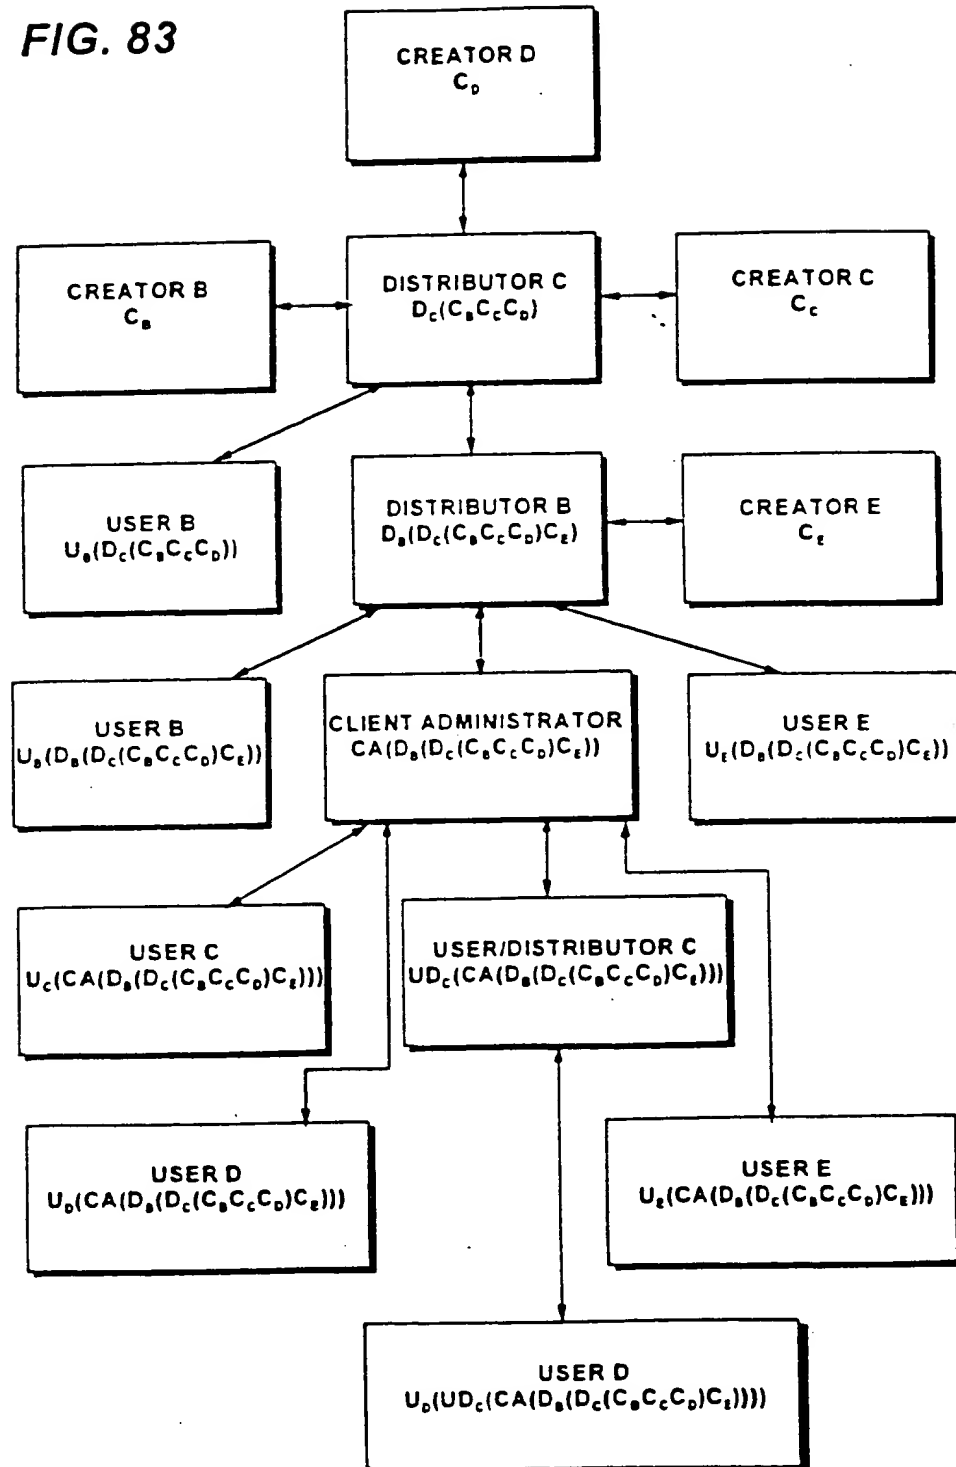 FIG. 83
CREATOR D
C_D
CREATOR B
C_B
DISTRIBUTOR C
D_C(C_BC_CC_D)
CREATOR C
C_C
USER B
U_B(D_C(C_BC_CC_D))
DISTRIBUTOR B
D_B(D_C(C_BC_CC_D)C_E)
CREATOR E
C_E
USER B
U_B(D_B(D_C(C_BC_CC_D)C_E))
CLIENT ADMINISTRATOR
CA(D_B(D_C(C_BC_CC_D)C_E))
USER E
U_E(D_B(D_C(C_BC_CC_D)C_E))
USER C
U_C(CA(D_B(D_C(C_BC_CC_D)C_E)))
USER/DISTRIBUTOR C
UD_C(CA(D_B(D_C(C_BC_CC_D)C_E)))
USER D
U_D(CA(D_B(D_C(C_BC_CC_D)C_E)))
USER E
U_E(CA(D_B(D_C(C_BC_CC_D)C_E)))
USER D
U_D(UD_C(CA(D_B(D_C(C_BC_CC_D)C_E))))